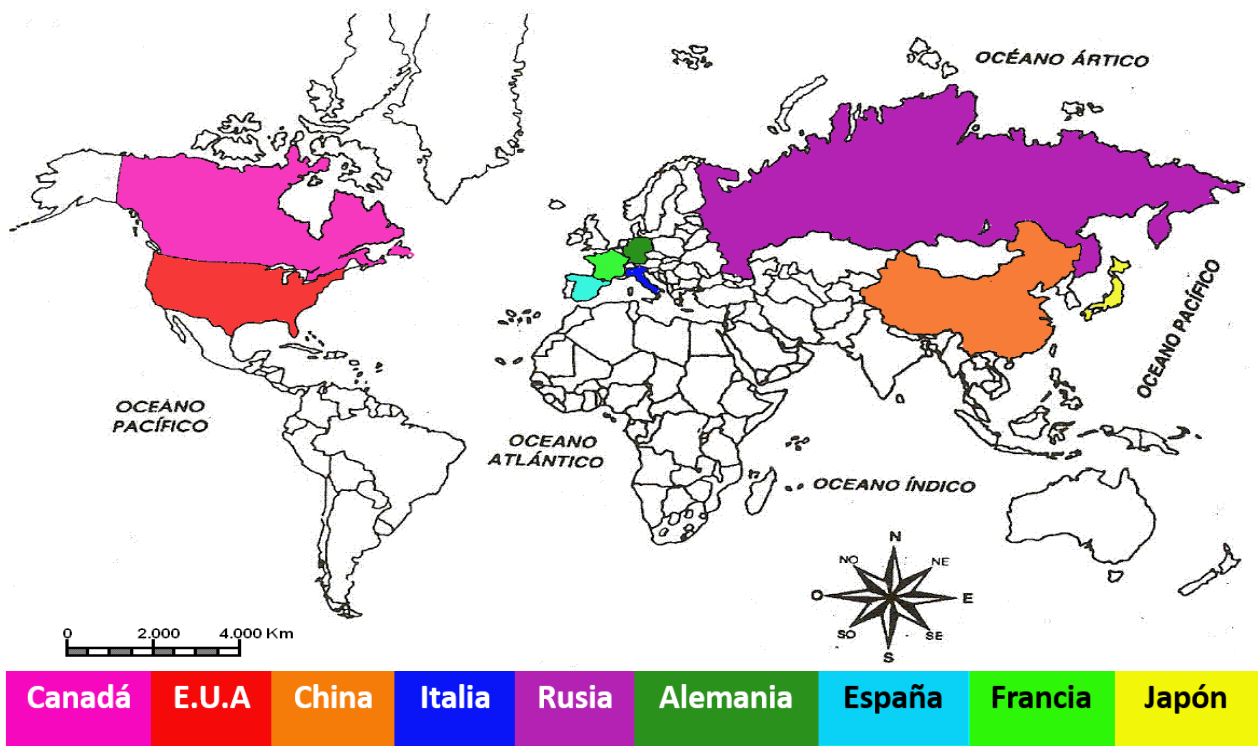 OCÉANO ÁRTICO
OCEANO PACÍFICO
OCEÀNO
PACÍFICO
OCEANO
ATLÁNTICO
OCEANO ÍNDICO
N
NO
NE
O
E
SO
SE
S
0 2.000 4.000 Km
Canadá E.U.A China Italia Rusia Alemania España Francia Japón